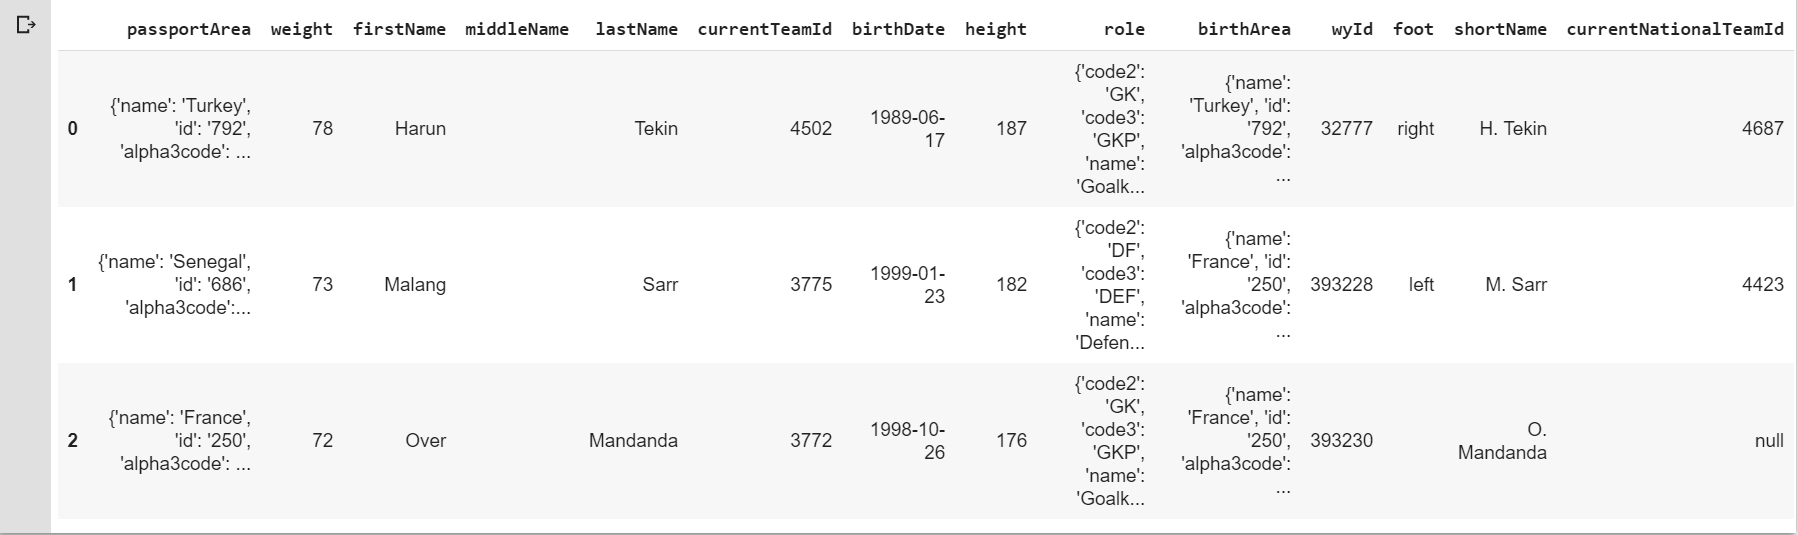 passportArea weight firstName middleName lastName currentTeamId birthDate height role birthArea wyId foot shortName currentNationalTeamId
0 {'name': 'Turkey', 'id': '792', 'alpha3code': ... 78 Harun Tekin 4502 1989-06-17 187 {'code2': 'GK', 'code3': 'GKP', 'name': 'Goalk... {'name': 'Turkey', 'id': '792', 'alpha3code': ... 32777 right H. Tekin 4687
1 {'name': 'Senegal', 'id': '686', 'alpha3code':... 73 Malang Sarr 3775 1999-01-23 182 {'code2': 'DF', 'code3': 'DEF', 'name': 'Defen... {'name': 'France', 'id': '250', 'alpha3code': ... 393228 left M. Sarr 4423
2 {'name': 'France', 'id': '250', 'alpha3code': ... 72 Over Mandanda 3772 1998-10-26 176 {'code2': 'GK', 'code3': 'GKP', 'name': 'Goalk... {'name': 'France', 'id': '250', 'alpha3code': ... 393230 O. Mandanda null